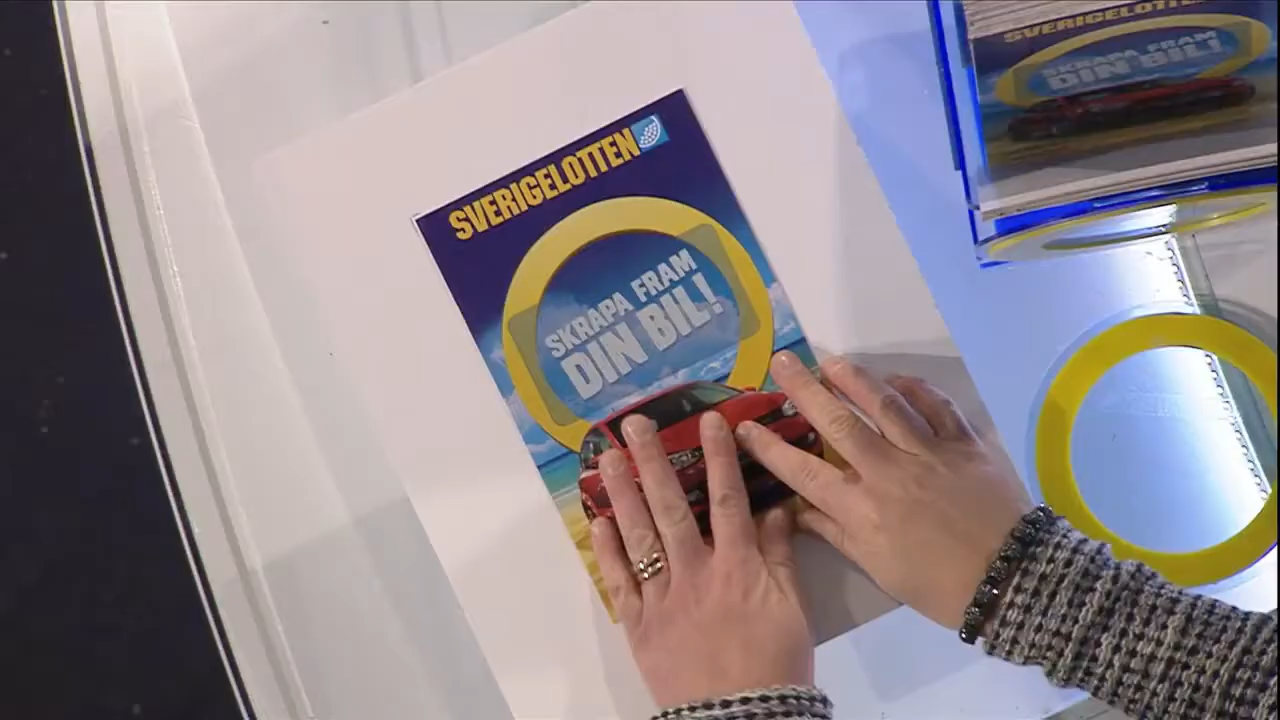 SVERIGELOTTEN
SKRAPA FRAM
DIN BIL!
SVERIGELOTTEN
SKRAPA FRAM
DIN BIL!